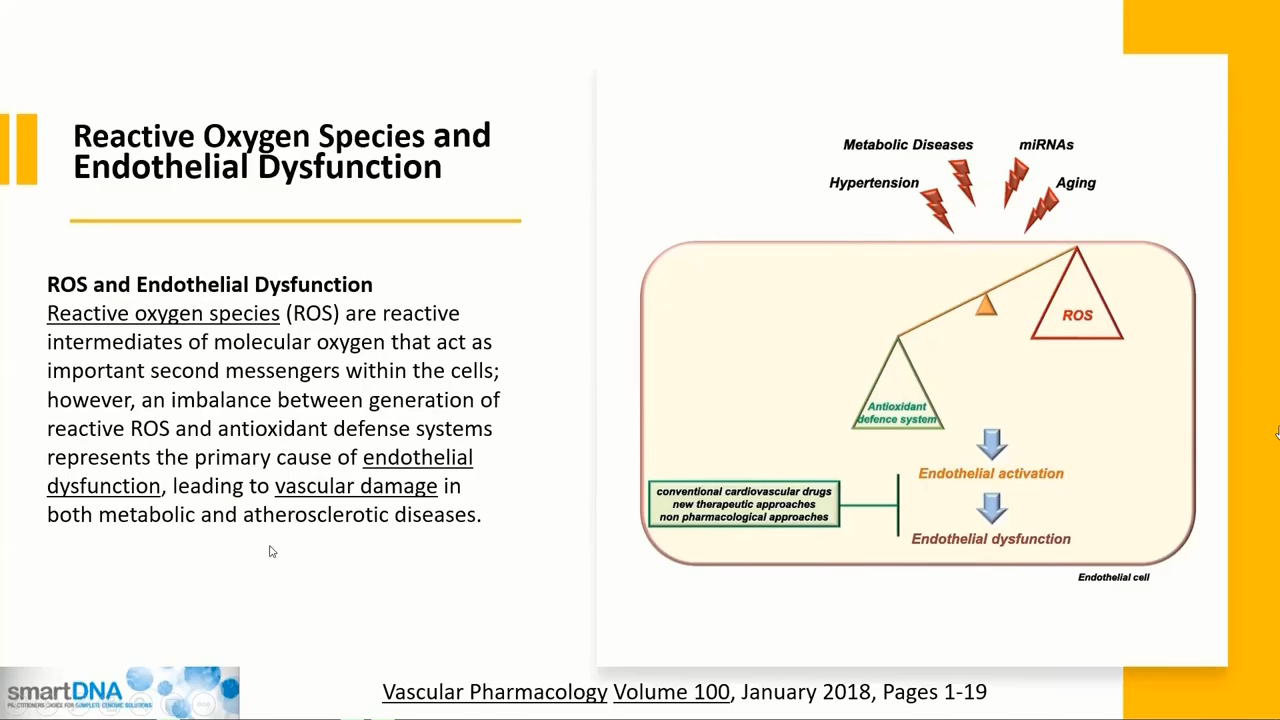 Reactive Oxygen Species and
Endothelial Dysfunction
ROS and Endothelial Dysfunction
Reactive oxygen species (ROS) are reactive
intermediates of molecular oxygen that act as
important second messengers within the cells;
however, an imbalance between generation of
reactive ROS and antioxidant defense systems
represents the primary cause of endothelial
dysfunction, leading to vascular damage in
both metabolic and atherosclerotic diseases.
Metabolic Diseases
miRNAs
Hypertension
Aging
ROS
Antioxidant
defence system
Endothelial activation
conventional cardiovascular drugs
new therapeutic approaches
non pharmacological approaches
Endothelial dysfunction
Endothelial cell
smartDNA
PRACTITIONERS CHOICE FOR COMPLETE GENOMIC SOLUTIONS
Vascular Pharmacology Volume 100, January 2018, Pages 1-19